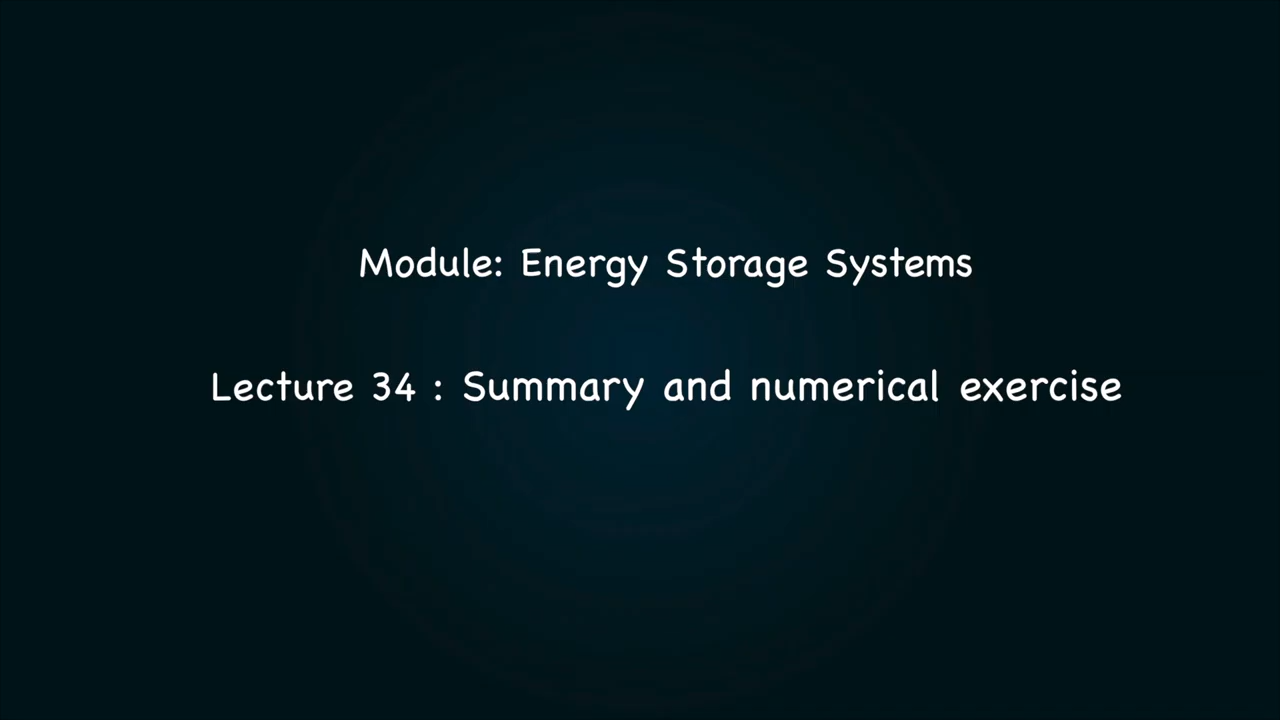 Module: Energy Storage Systems
Lecture 34 : Summary and numerical exercise